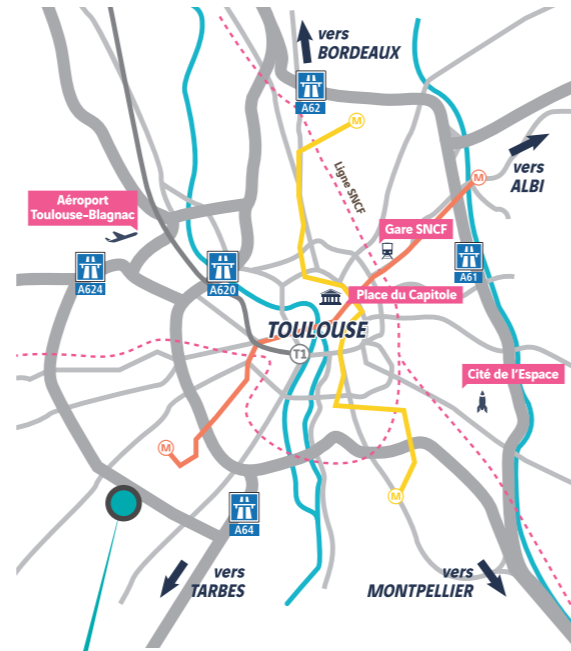 vers
BORDEAUX
A62
M
Ligne SNCF
vers
ALBI
M
Aéroport
Toulouse-Blagnac
Gare SNCF
A61
A624
A620
Place du Capitole
TOULOUSE
T1
Cité de l'Espace
M
M
A64
vers
TARBES
vers
MONTPELLIER